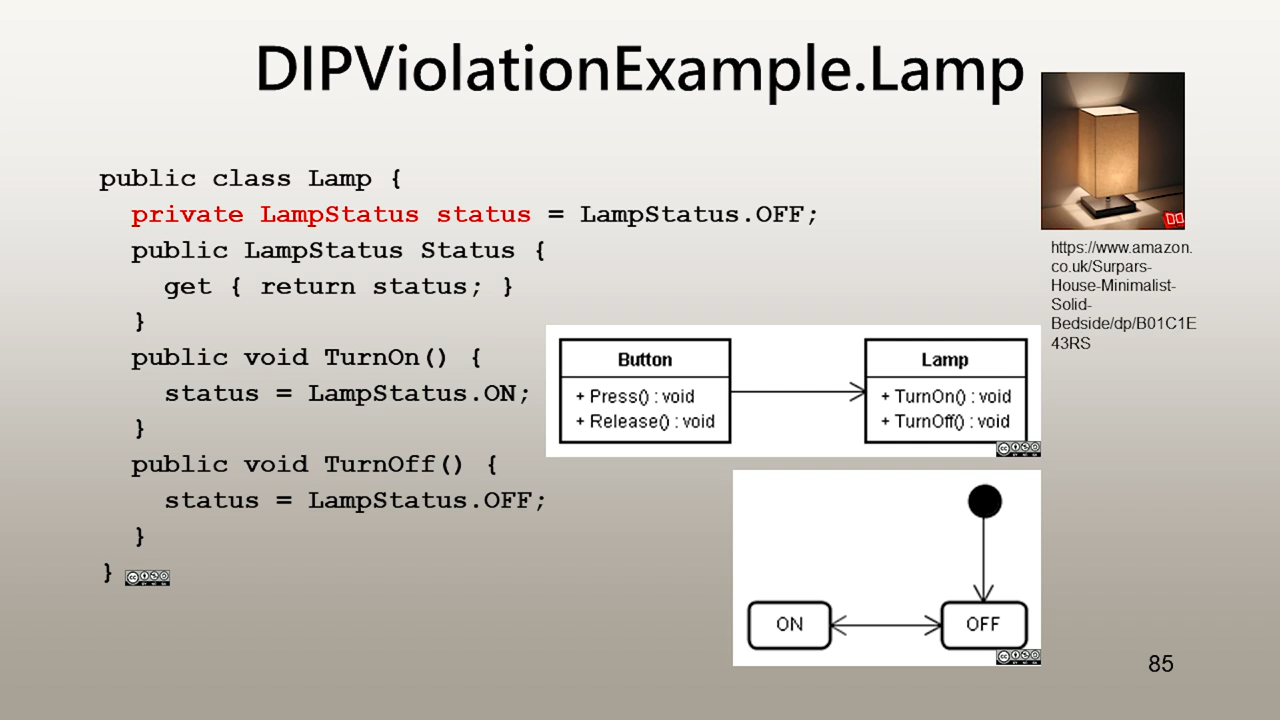 DIPViolationExample.Lamp
public class Lamp {
private LampStatus status = LampStatus.OFF;
public LampStatus Status {
get { return status; }
}
public void TurnOn() {
status = LampStatus.ON;
}
public void TurnOff() {
status = LampStatus.OFF;
}
}
https://www.amazon.
co.uk/Surpars-
House-Minimalist-
Solid-
Bedside/dp/B01C1E
43RS
Button
+ Press() : void
+ Release() : void
Lamp
+ TurnOn() : void
+ TurnOff() : void
ON
OFF
85